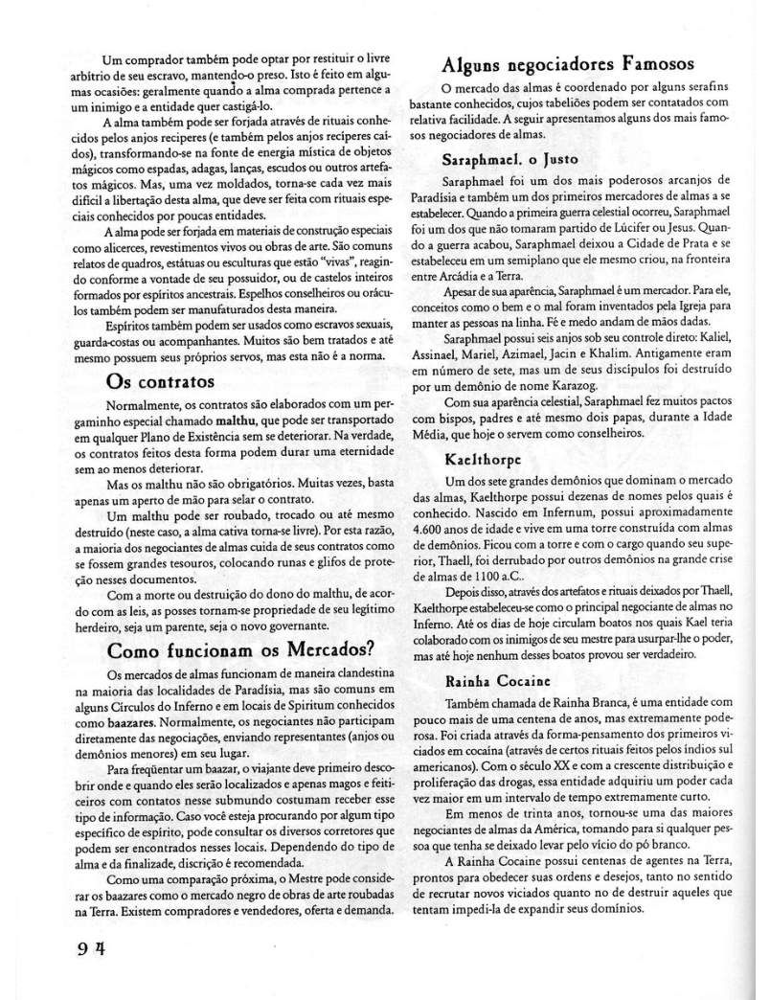 Um comprador também pode optar por restituir o livre
arbítrio de seu escravo, mantendo-o preso. Isto é feito em algu-
mas ocasiões: geralmente quando a alma comprada pertence a
um inimigo e a entidade quer castigá-lo.
A alma também pode ser forjada através de rituais conhe-
cidos pelos anjos reciperes (e também pelos anjos recíperes caí-
dos), transformando-se na fonte de energia mística de objetos
mágicos como espadas, adagas, lanças, escudos ou outros artefa-
tos mágicos. Mas, uma vez moldados, torna-se cada vez mais
difícil a libertação desta alma, que deve ser feita com rituais espe-
ciais conhecidos por poucas entidades.
A alma pode ser forjada em materiais de construção especiais
como alicerces, revestimentos vivos ou obras de arte. São comuns
relatos de quadros, estátuas ou esculturas que estão "vivas", reagin-
do conforme a vontade de seu possuidor, ou de castelos inteiros
formados por espíritos ancestrais. Espelhos conselheiros ou orácu-
los também podem ser manufaturados desta maneira.
Espíritos também podem ser usados como escravos sexuais,
guarda-costas ou acompanhantes. Muitos são bem tratados e até
mesmo possuem seus próprios servos, mas esta não é a norma.
Os contratos
Normalmente, os contratos são elaborados com um per-
gaminho especial chamado malthu, que pode ser transportado
em qualquer Plano de Existência sem se deteriorar. Na verdade,
os contratos feitos desta forma podem durar uma eternidade
sem ao menos deteriorar.
Mas os malthu não são obrigatórios. Muitas vezes, basta
apenas um aperto de mão para selar o contrato.
Um malthu pode ser roubado, trocado ou até mesmo
destruído (neste caso, a alma cativa torna-se livre). Por esta razão,
a maioria dos negociantes de almas cuida de seus contratos como
se fossem grandes tesouros, colocando runas e glifos de prote-
ção nesses documentos.
Com a morte ou destruição do dono do malthu, de acor-
do com as leis, as posses tornam-se propriedade de seu legítimo
herdeiro, seja um parente, seja o novo governante.
Como funcionam os Mercados?
Os mercados de almas funcionam de maneira clandestina
na maioria das localidades de Paradísia, mas são comuns em
alguns Círculos do Inferno e em locais de Spiritum conhecidos
como baazares. Normalmente, os negociantes não participam
diretamente das negociações, enviando representantes (anjos ou
demônios menores) em seu lugar.
Para freqüentar um baazar, o viajante deve primeiro desco-
brir onde e quando eles serão localizados e apenas magos e feiti-
ceiros com contatos nesse submundo costumam receber esse
tipo de informação. Caso você esteja procurando por algum tipo
específico de espírito, pode consultar os diversos corretores que
podem ser encontrados nesses locais. Dependendo do tipo de
alma e da finalizade, discrição é recomendada.
Como uma comparação próxima, o Mestre pode conside-
rar os baazares como o mercado negro de obras de arte roubadas
na Terra. Existem compradores e vendedores, oferta e demanda.
94
Alguns negociadores Famosos
O mercado das almas é coordenado por alguns serafins
bastante conhecidos, cujos tabeliões podem ser contatados com
relativa facilidade. A seguir apresentamos alguns dos mais famo-
sos negociadores de almas.
Saraphmael, o Justo
Saraphmael foi um dos mais poderosos arcanjos de
Paradísia e também um dos primeiros mercadores de almas a se
estabelecer. Quando a primeira guerra celestial ocorreu, Saraphmael
foi um dos que não tomaram partido de Lúcifer ou Jesus. Quan-
do a guerra acabou, Saraphmael deixou a Cidade de Prata e se
estabeleceu em um semiplano que ele mesmo criou, na fronteira
entre Arcádia e a Terra.
Apesar de sua aparência, Saraphmael é um mercador. Para ele,
conceitos como o bem e o mal foram inventados pela Igreja para
manter as pessoas na linha. Fé e medo andam de mãos dadas.
Saraphmael possui seis anjos sob seu controle direto: Kaliel,
Assinael, Mariel, Azimael, Jacin e Khalim. Antigamente eram
em número de sete, mas um de seus discípulos foi destruído
por um demônio de nome Karazog.
Com sua aparência celestial, Saraphmael fez muitos pactos
com bispos, padres e até mesmo dois papas, durante a Idade
Média, que hoje o servem como conselheiros.
Kaelthorpe
Um dos sete grandes demônios que dominam o mercado
das almas, Kaelthorpe possui dezenas de nomes pelos quais é
conhecido. Nascido em Infernum, possui aproximadamente
4.600 anos de idade e vive em uma torre construída com almas
de demônios. Ficou com a torre e com o cargo quando seu supe-
rior, Thaell, foi derrubado por outros demônios na grande crise
de almas de 1100 a.C..
Depois disso, através dos artefatos e rituais deixados por Thaell,
Kaelthorpe estabeleceu-se como o principal negociante de almas no
Inferno. Até os dias de hoje circulam boatos nos quais Kael teria
colaborado com os inimigos de seu mestre para usurpar-lhe o poder,
mas até hoje nenhum desses boatos provou ser verdadeiro.
Rainha Cocaine
Também chamada de Rainha Branca, é uma entidade com
pouco mais de uma centena de anos, mas extremamente pode-
rosa. Foi criada através da forma-pensamento dos primeiros vi-
ciados em cocaína (através de certos rituais feitos pelos índios sul
americanos). Com o século XX e com a crescente distribuição e
proliferação das drogas, essa entidade adquiriu um poder cada
vez maior em um intervalo de tempo extremamente curto.
Em menos de trinta anos, tornou-se uma das maiores
negociantes de almas da América, tomando para si qualquer pes-
soa que tenha se deixado levar pelo vício do pó branco.
A Rainha Cocaine possui centenas de agentes na Terra,
prontos para obedecer suas ordens e desejos, tanto no sentido
de recrutar novos viciados quanto no de destruir aqueles que
tentam impedi-la de expandir seus domínios.